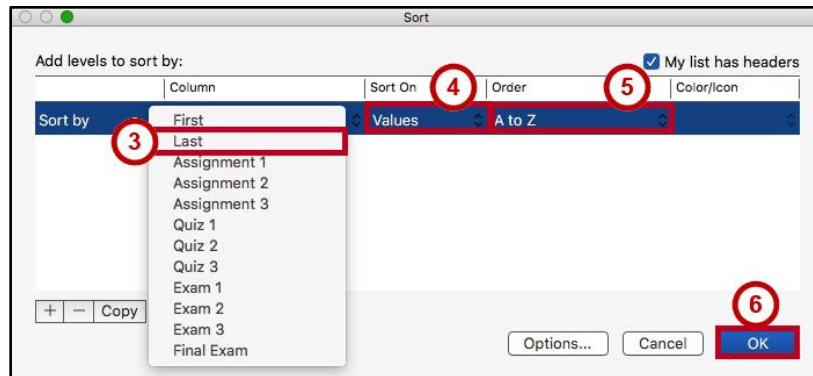 Sort
Add levels to sort by:
My list has headers
Column Sort On 4 Order 5 Color/Icon
Sort by First Values A to Z
3 Last
Assignment 1
Assignment 2
Assignment 3
Quiz 1
Quiz 2
Quiz 3
Exam 1
+ − Copy Exam 2 6
Exam 3
Final Exam Options... Cancel OK